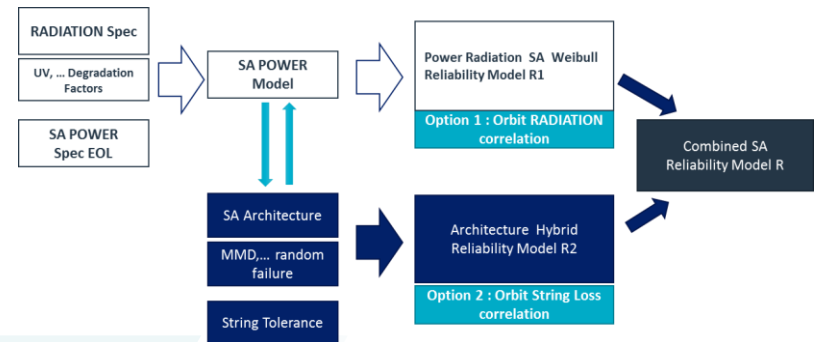 RADIATION Spec
UV, ... Degradation
Factors
SA POWER
Spec EOL
SA POWER
Model
Power Radiation SA Weibull
Reliability Model R1
Option 1 : Orbit RADIATION
correlation
SA Architecture
MMD,... random
failure
String Tolerance
Architecture Hybrid
Reliability Model R2
Option 2 : Orbit String Loss
correlation
Combined SA
Reliability Model R